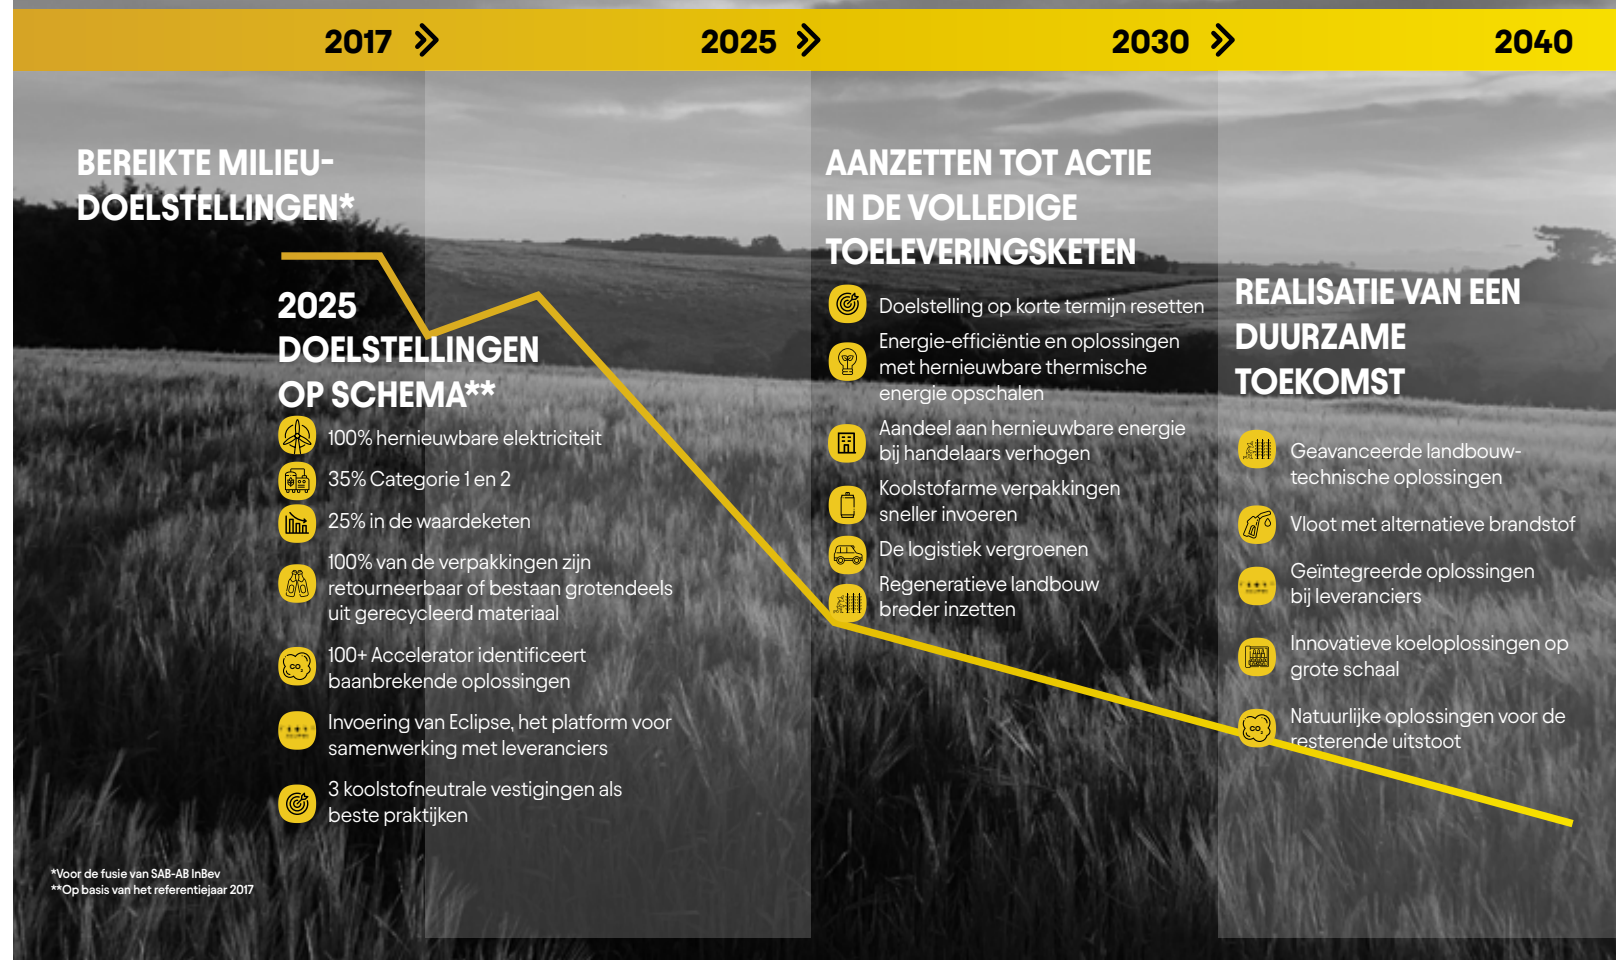 2017
2025
2030
2040
BEREIKTE MILIEU-
DOELSTELLINGEN*
2025
DOELSTELLINGEN
OP SCHEMA**
100% hernieuwbare elektriciteit
35% Categorie 1 en 2
25% in de waardeketen
100% van de verpakkingen zijn
retourneerbaar of bestaan grotendeels
uit gerecycleerd materiaal
100+ Accelerator identificeert
baanbrekende oplossingen
Invoering van Eclipse, het platform voor
samenwerking met leveranciers
3 koolstofneutrale vestigingen als
beste praktijken
AANZETTEN TOT ACTIE
IN DE VOLLEDIGE
TOELEVERINGSKETEN
Doelstelling op korte termijn resetten
Energie-efficiëntie en oplossingen
met hernieuwbare thermische
energie opschalen
Aandeel aan hernieuwbare energie
bij handelaars verhogen
Koolstofarme verpakkingen
sneller invoeren
De logistiek vergroenen
Regeneratieve landbouw
breder inzetten
REALISATIE VAN EEN
DUURZAME
TOEKOMST
Geavanceerde landbouw-
technische oplossingen
Vloot met alternatieve brandstof
Geïntegreerde oplossingen
bij leveranciers
Innovatieve koeloplossingen op
grote schaal
CO₂
Natuurlijke oplossingen voor de
resterende uitstoot
CO₂
*Voor de fusie van SAB-AB InBev
**Op basis van het referentiejaar 2017